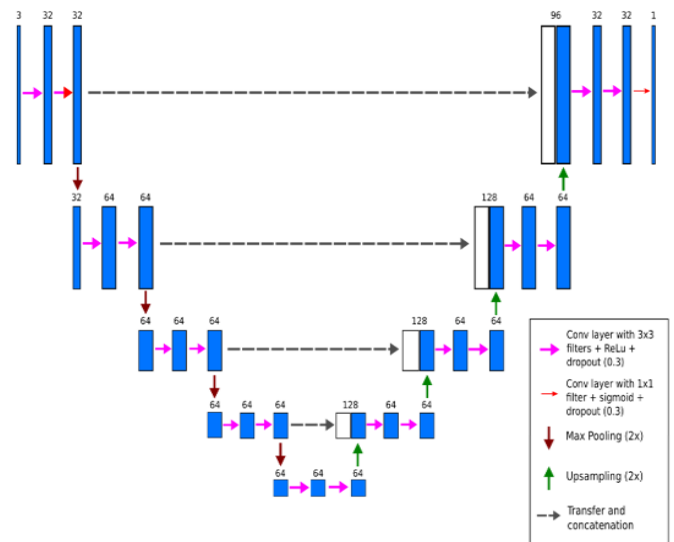 3 32 32 96 32 32 1
32 64 64 128 64 64
64 64 64 128 64 64
64 64 64 128 64 64
64 64 64
Conv layer with 3x3
filters + ReLu +
dropout (0.3)
Conv layer with 1x1
filter + sigmoid +
dropout (0.3)
Max Pooling (2x)
Upsampling (2x)
Transfer and
concatenation